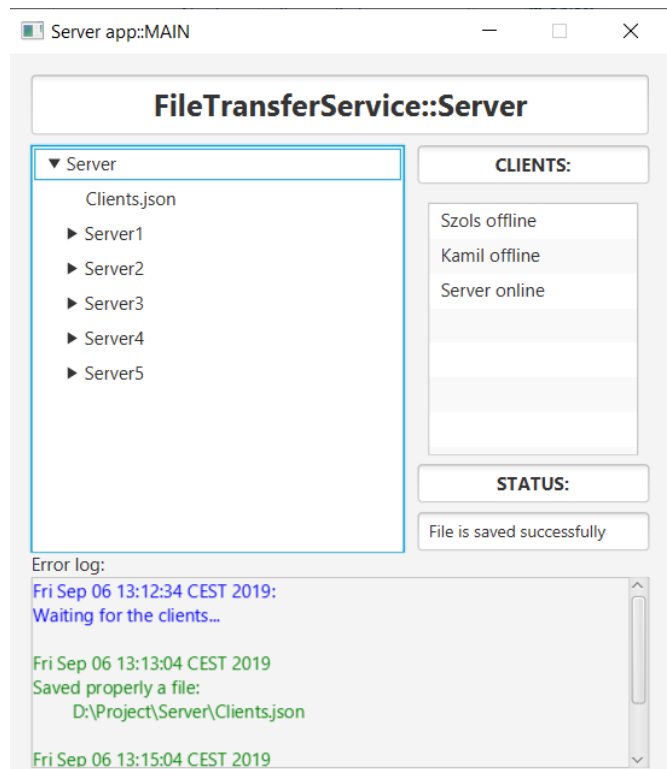 Server app::MAIN
FileTransferService::Server
Server
Clients.json
Server1
Server2
Server3
Server4
Server5
CLIENTS:
Szols offline
Kamil offline
Server online
STATUS:
File is saved successfully
Error log:
Fri Sep 06 13:12:34 CEST 2019:
Waiting for the clients...
Fri Sep 06 13:13:04 CEST 2019
Saved properly a file:
D:\Project\Server\Clients.json
Fri Sep 06 13:15:04 CEST 2019